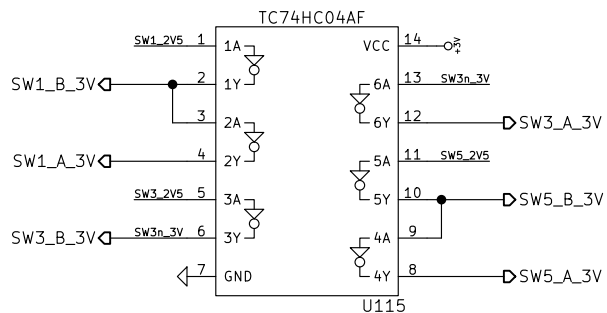 TC74HC04AF
SW1_2V5 1 1A VCC 14 +3V
SW1_B_3V 2 1Y 6A 13 SW3n_3V
3 2A 6Y 12 SW3_A_3V
SW1_A_3V 4 2Y 5A 11 SW5_2V5
SW3_2V5 5 3A 5Y 10 SW5_B_3V
SW3_B_3V SW3n_3V 6 3Y 4A 9
7 GND 4Y 8 SW5_A_3V
U115